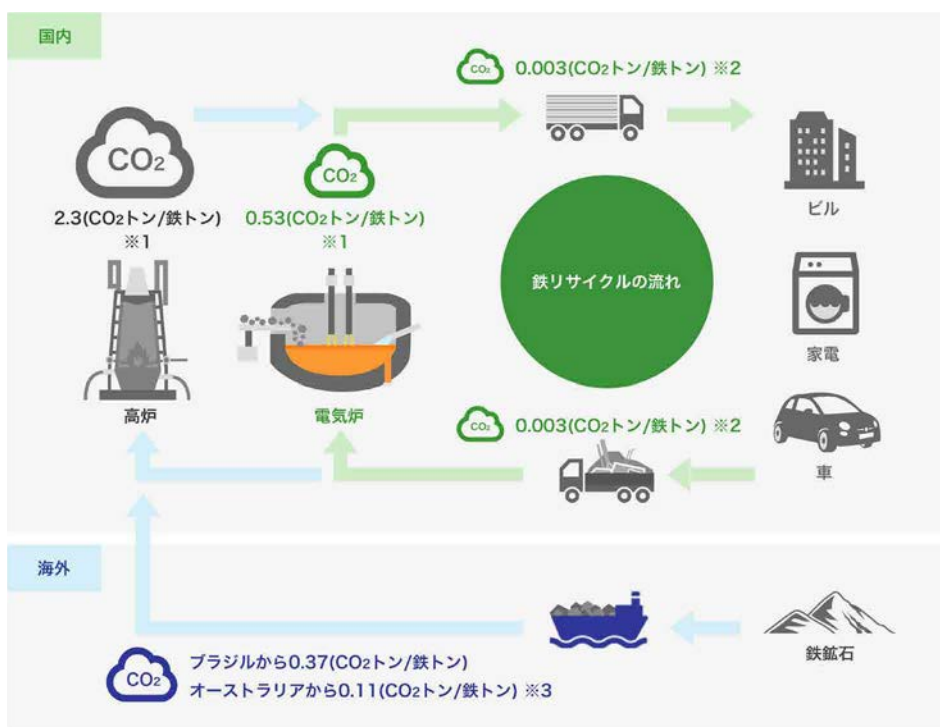 国内
CO2 0.003(CO2トン/鉄トン) ※2
CO2
CO2
2.3(CO2トン/鉄トン)
※1
0.53(CO2トン/鉄トン)
※1
ビル
鉄リサイクルの流れ
家電
高炉
電気炉
CO2 0.003(CO2トン/鉄トン) ※2
車
海外
鉄鉱石
CO2
ブラジルから0.37(CO2トン/鉄トン)
オーストラリアから0.11(CO2トン/鉄トン) ※3